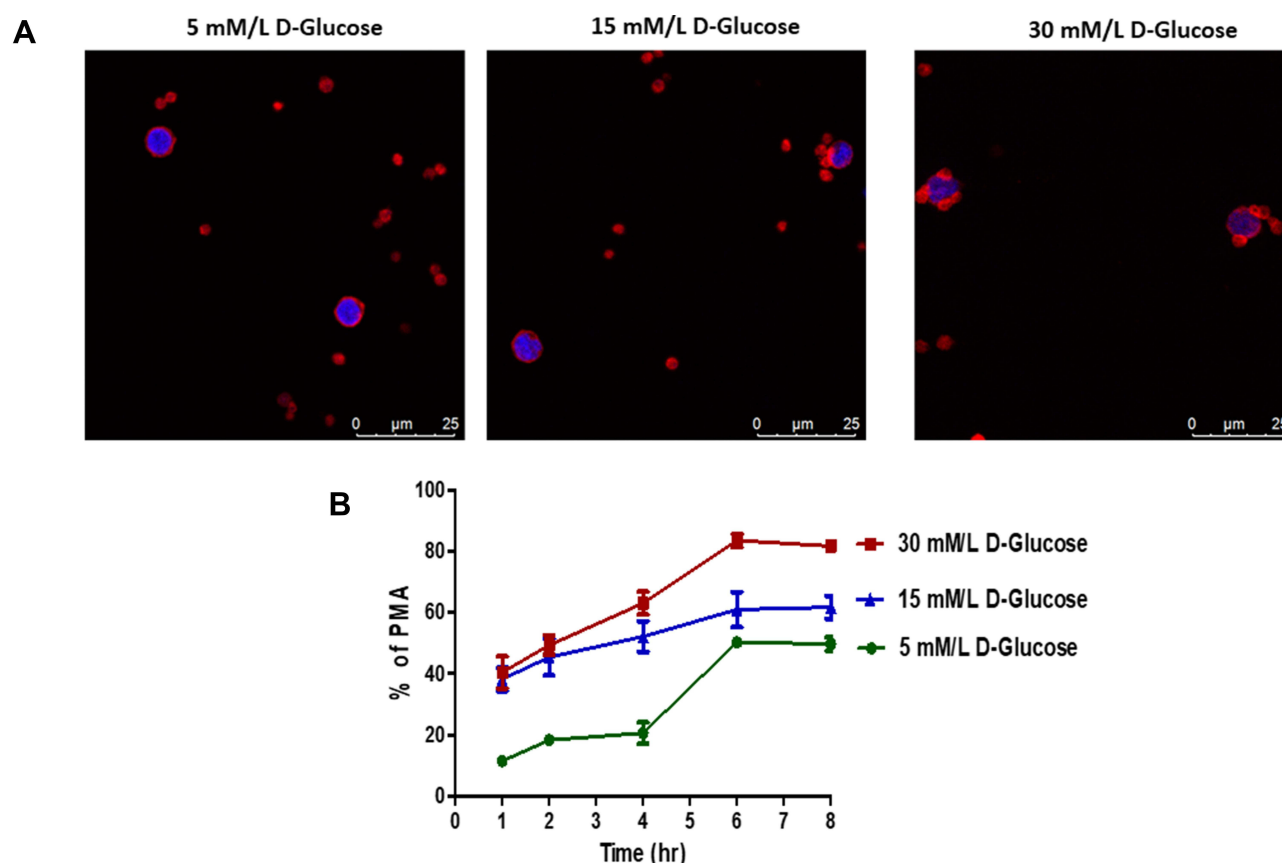 A
5 mM/L D-Glucose
15 mM/L D-Glucose
30 mM/L D-Glucose
0 µm 25
0 µm 25
0 µm 25
B
% of PMA
100
80
60
40
20
0
0 1 2 3 4 5 6 7 8
Time (hr)
30 mM/L D-Glucose
15 mM/L D-Glucose
5 mM/L D-Glucose